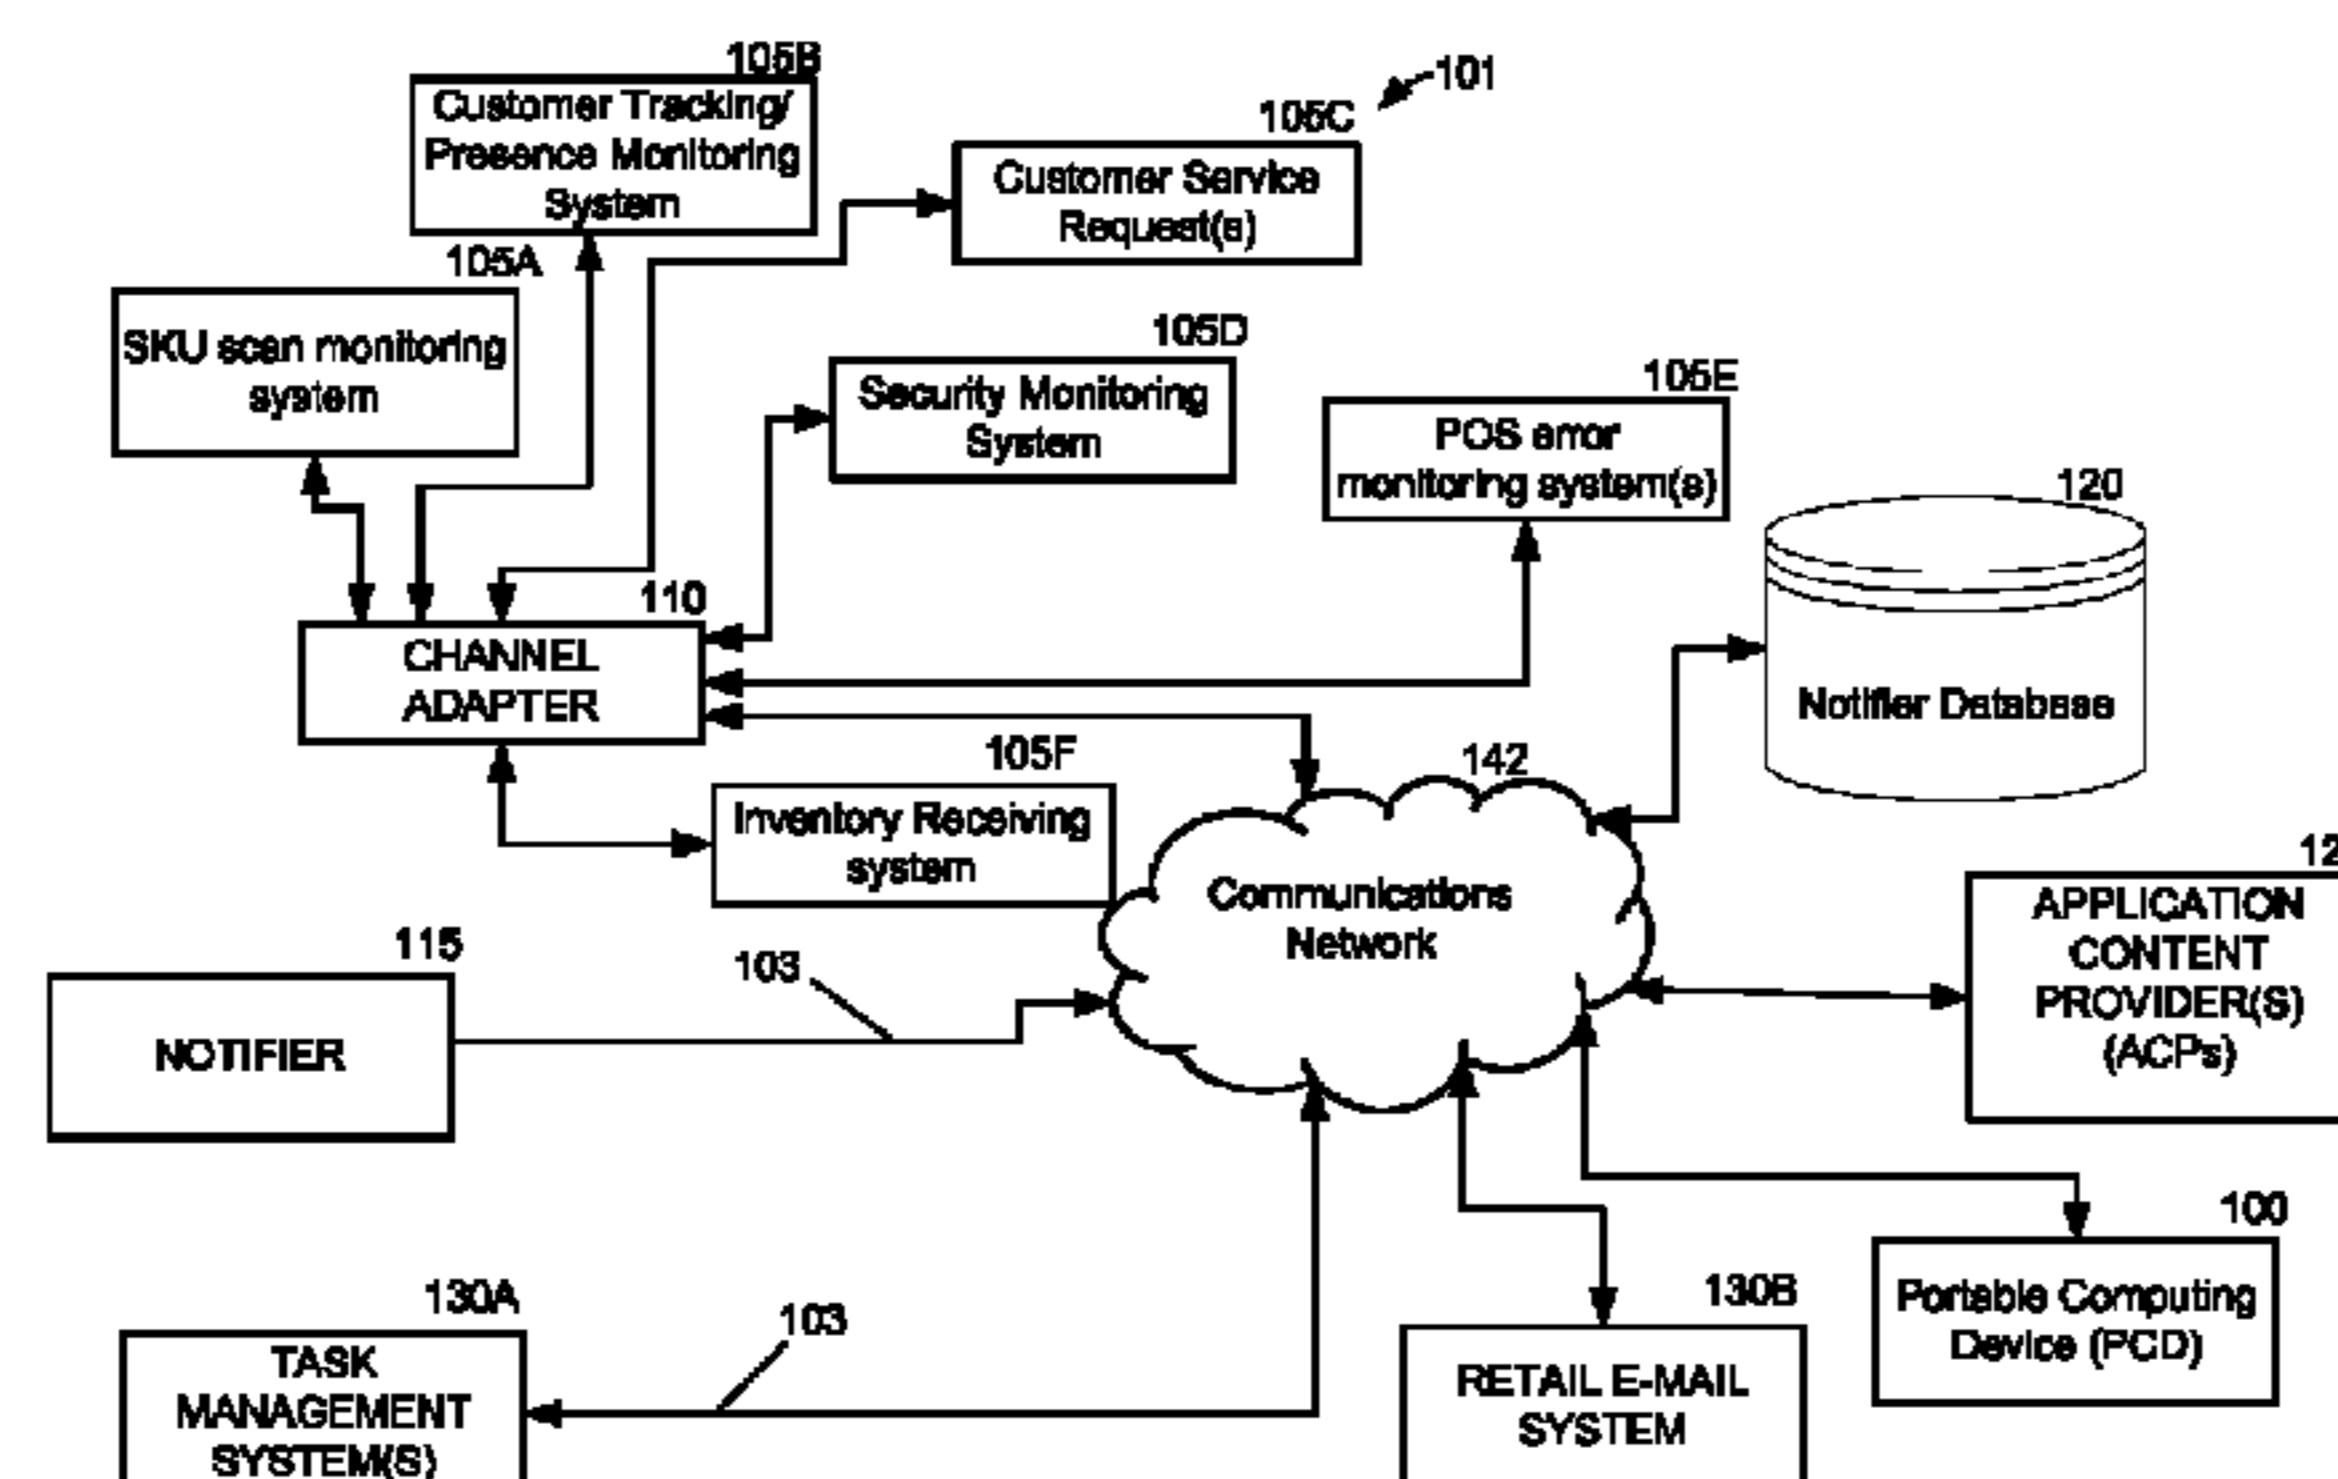 105B
Customer Tracking/
Presence Monitoring
System
101
105C
Customer Service
Request(s)
105A
SKU scan monitoring
system
105D
Security Monitoring
System
105E
POS error
monitoring system(s)
120
Notifier Database
110
CHANNEL
ADAPTER
105F
Inventory Receiving
system
142
Communications
Network
APPLICATION
CONTENT
PROVIDER(S)
(ACPs)
115
NOTIFIER
103
100
Portable Computing
Device (PCD)
130A
TASK
MANAGEMENT
SYSTEM(S)
103
130B
RETAIL E-MAIL
SYSTEM